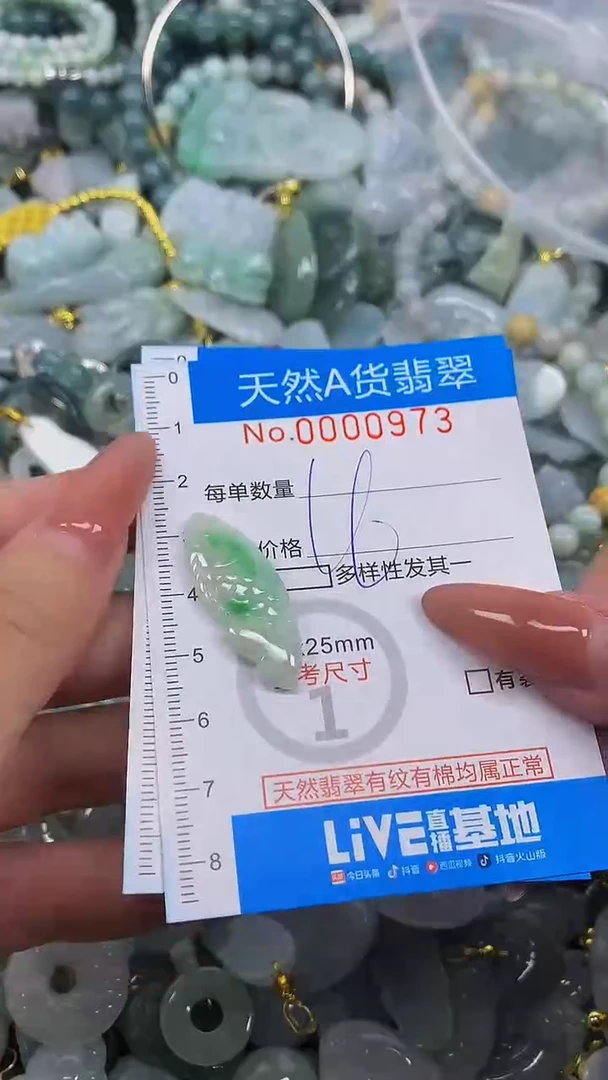 天然A货翡翠
No.0000973
0
1
每单数量
2
16
价格
多样性发其一
4
25mm
考尺寸
5
有
1
6
天然翡翠有纹有棉均属正常
7
LiVE直播基地
8
今日头条 抖音 西瓜视频 抖音火山版